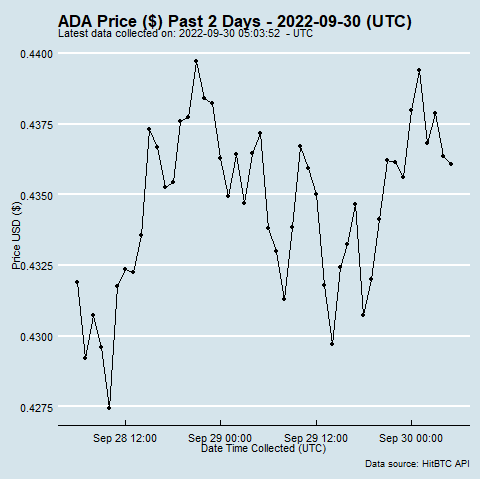 ADA Price ($) Past 2 Days - 2022-09-30 (UTC)
Latest data collected on: 2022-09-30 05:03:52 - UTC
Price USD ($)
0.4400
0.4375
0.4350
0.4325
0.4300
0.4275
Sep 28 12:00 Sep 29 00:00 Sep 29 12:00 Sep 30 00:00
Date Time Collected (UTC)
Data source: HitBTC API